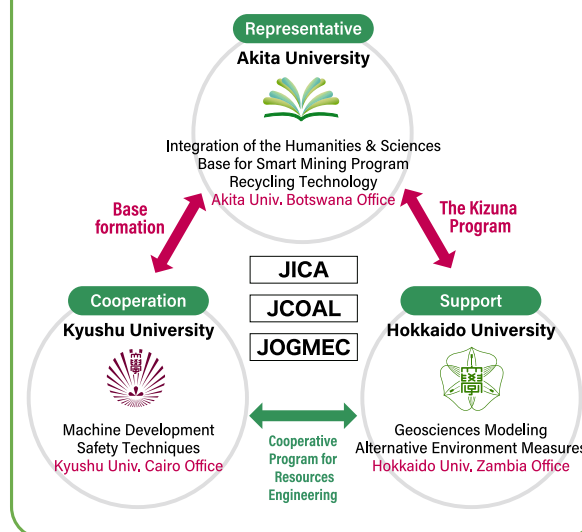 Representative
Akita University
Integration of the Humanities & Sciences
Base for Smart Mining Program
Recycling Technology
Akita Univ. Botswana Office
Base
formation
The Kizuna
Program
JICA
JCOAL
JOGMEC
Cooperation
Kyushu University
Machine Development
Safety Techniques
Kyushu Univ. Cairo Office
Cooperative
Program for
Resources
Engineering
Support
Hokkaido University
大學
Geosciences Modeling
Alternative Environment Measures
Hokkaido Univ. Zambia Office